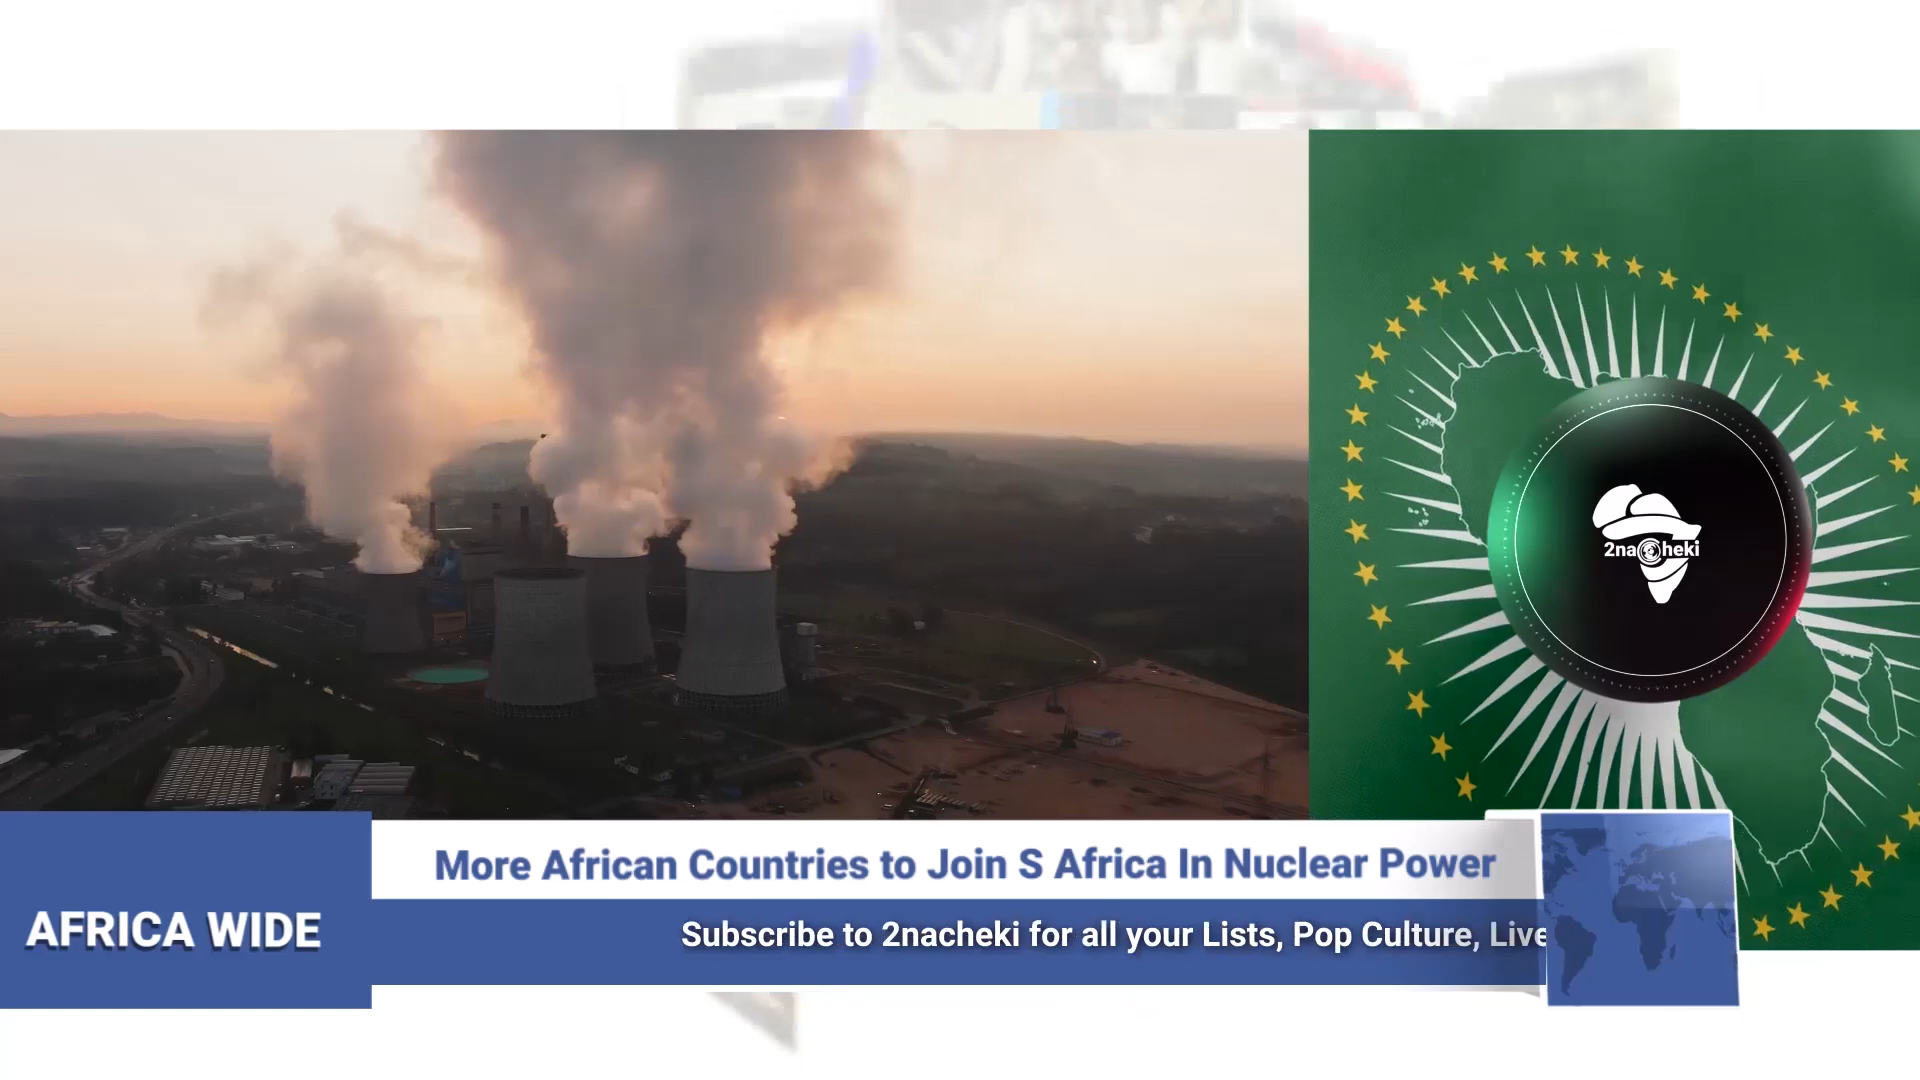 2nacheki
More African Countries to Join S Africa In Nuclear Power
AFRICA WIDE
Subscribe to 2nacheki for all your Lists, Pop Culture, Live